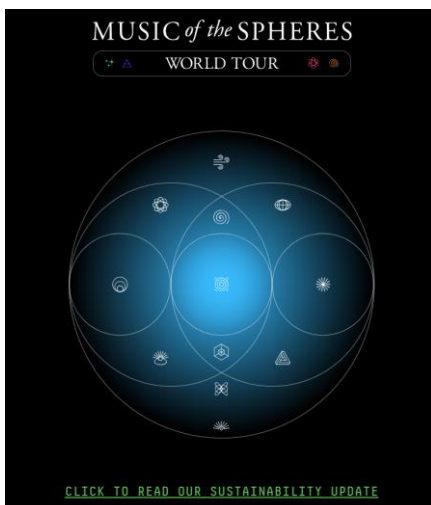 MUSIC of the SPHERES
WORLD TOUR
CLICK TO READ OUR SUSTAINABILITY UPDATE